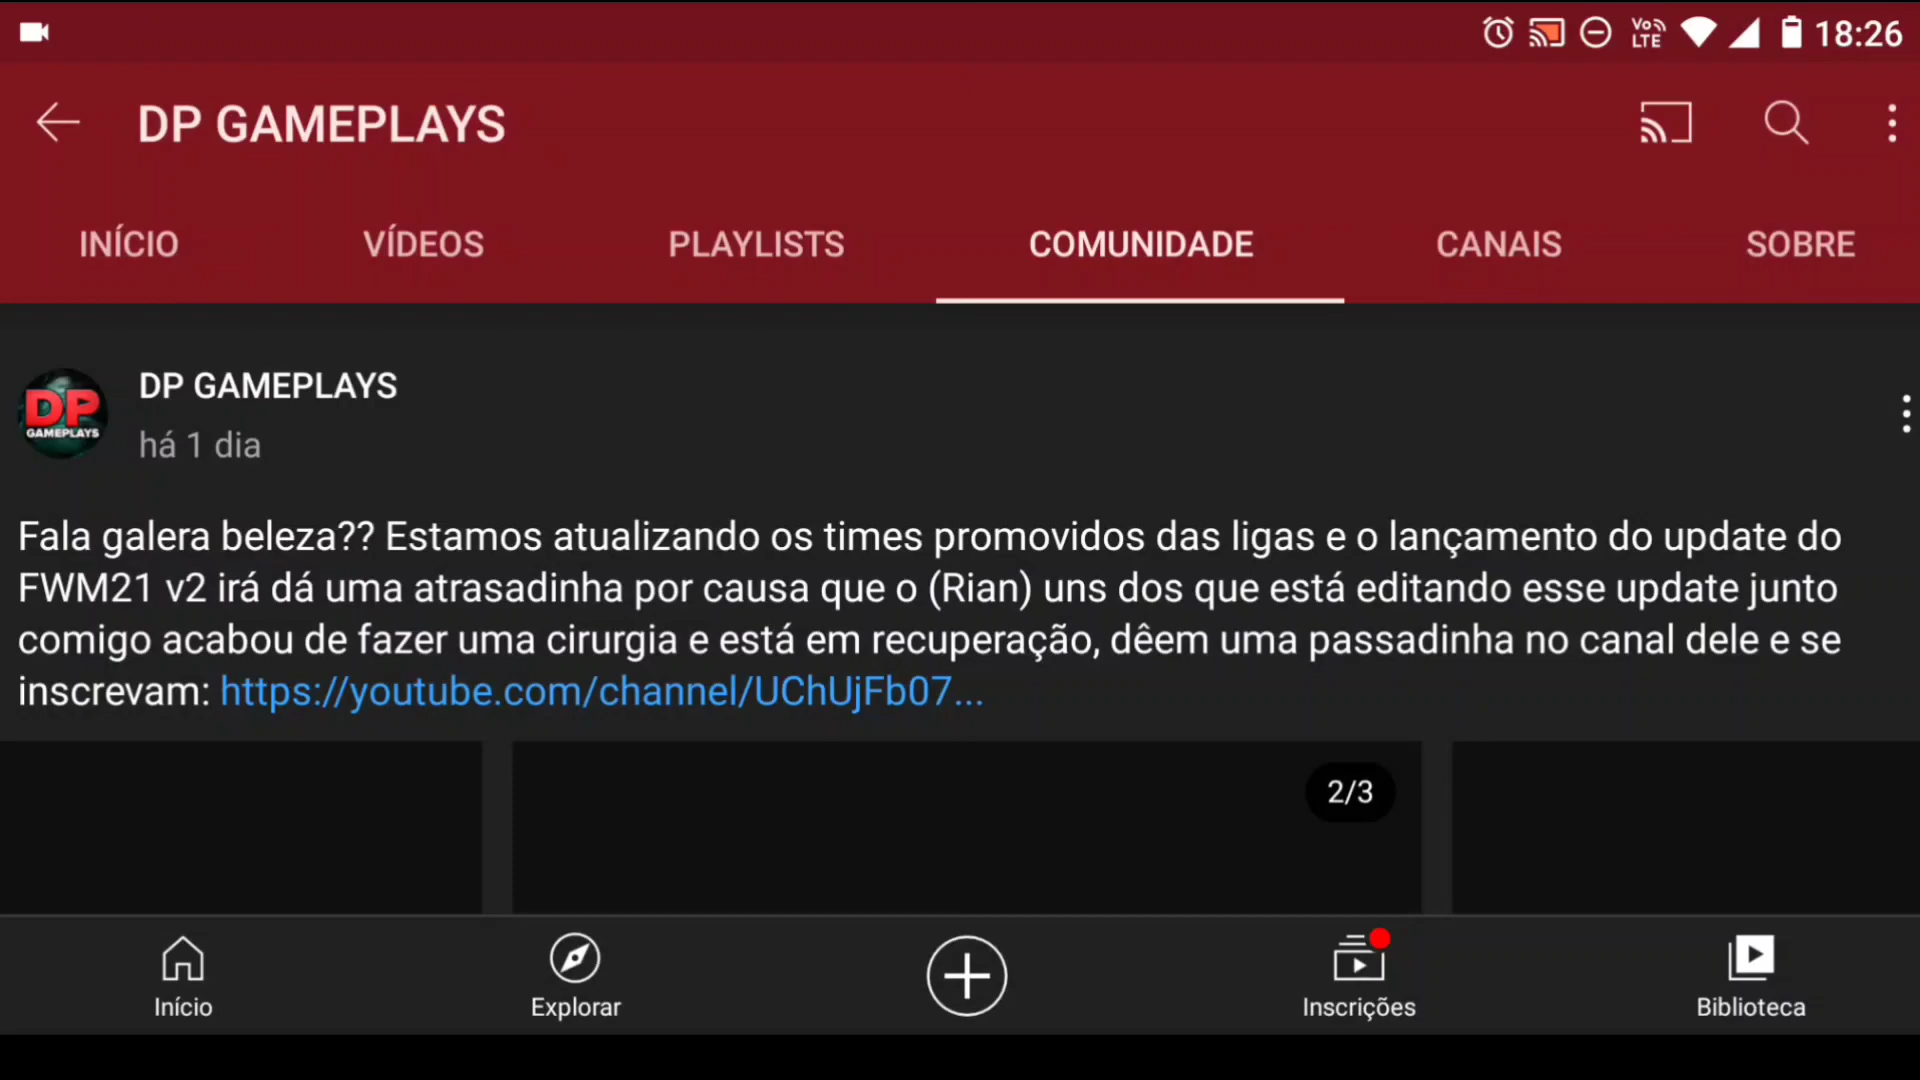 Vo)) LTE 18:26
DP GAMEPLAYS
INÍCIO VÍDEOS PLAYLISTS COMUNIDADE CANAIS SOBRE
DP GAMEPLAYS
DP GAMEPLAYS
há 1 dia
Fala galera beleza?? Estamos atualizando os times promovidos das ligas e o lançamento do update do
FWM21 v2 irá dá uma atrasadinha por causa que o (Rian) uns dos que está editando esse update junto
comigo acabou de fazer uma cirurgia e está em recuperação, dêem uma passadinha no canal dele e se
inscrevam: https://youtube.com/channel/UChUjFb07...
2/3
Início Explorar Inscrições Biblioteca